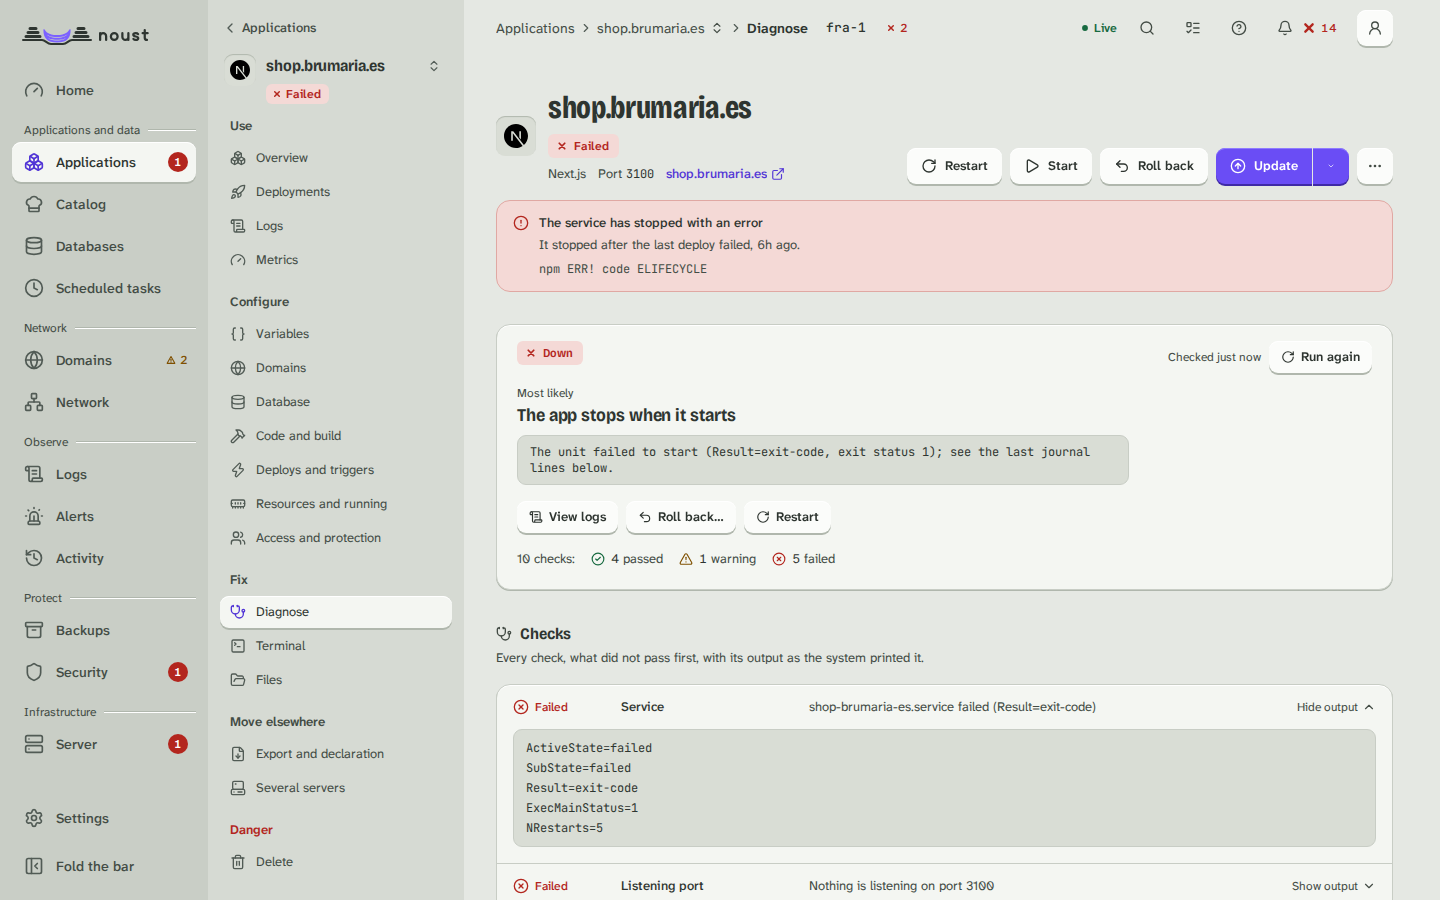 noust
Home
Applications and data
Applications 1
Catalog
Databases
Scheduled tasks
Network
Domains 2
Network
Observe
Logs
Alerts
Activity
Protect
Backups
Security 1
Infrastructure
Server 1
Settings
Fold the bar
Applications
N shop.brumaria.es
Failed
Use
Overview
Deployments
Logs
Metrics
Configure
Variables
Domains
Database
Code and build
Deploys and triggers
Resources and running
Access and protection
Fix
Diagnose
Terminal
Files
Move elsewhere
Export and declaration
Several servers
Danger
Delete
Applications shop.brumaria.es Diagnose fra-1 2
Live 14
N shop.brumaria.es
Failed
Next.js Port 3100 shop.brumaria.es
Restart Start Roll back Update
The service has stopped with an error
It stopped after the last deploy failed, 6h ago.
npm ERR! code ELIFECYCLE
Down
Checked just now Run again
Most likely
The app stops when it starts
The unit failed to start (Result=exit-code, exit status 1); see the last journal
lines below.
View logs Roll back... Restart
10 checks: 4 passed 1 warning 5 failed
Checks
Every check, what did not pass first, with its output as the system printed it.
Failed Service shop-brumaria-es.service failed (Result=exit-code) Hide output
ActiveState=failed
SubState=failed
Result=exit-code
ExecMainStatus=1
NRestarts=5
Failed Listening port Nothing is listening on port 3100 Show output